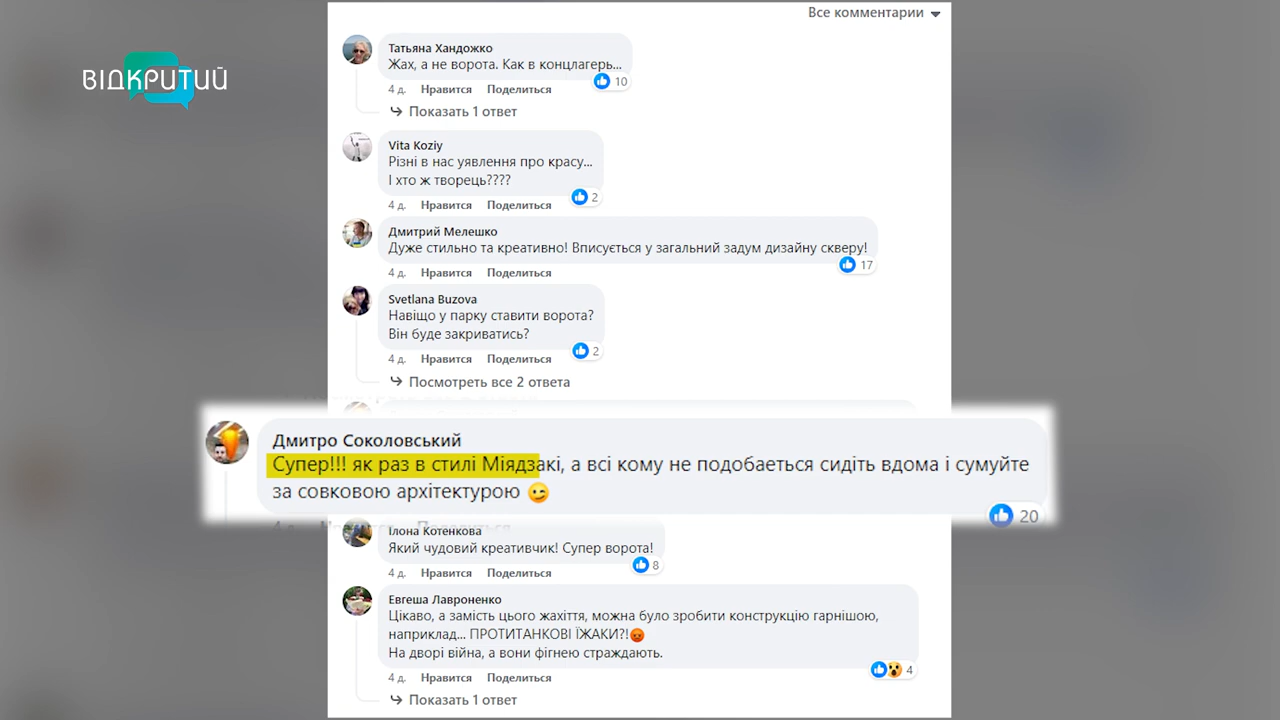 Все комментарии
ВІДКРИТИЙ
Татьяна Хандожко
Жах, а не ворота. Как в концлагерь...
10
4 д. Нравится Поделиться
Показать 1 ответ
Vita Koziy
Різні в нас уявлення про красу...
І хто ж творець????
2
4 д. Нравится Поделиться
Дмитрий Мелешко
Дуже стильно та креативно! Вписується у загальний задум дизайну скверу!
17
4 д. Нравится Поделиться
Svetlana Buzova
Навіщо у парку ставити ворота?
Він буде закриватись?
2
4 д. Нравится Поделиться
Посмотреть все 2 ответа
Дмитро Соколовський
Супер!!! як раз в стилі Міядзакі, а всі кому не подобаеться сидіть вдома і сумуйте
за совковою архітектурою
20
Ілона Котенкова
Який чудовий креативчик! Супер ворота!
8
4 д. Нравится Поделиться
Евгеша Лавроненко
Цікаво, а замість цього жахіття, можна було зробити конструкцію гарнішою,
наприклад... ПРОТИТАНКОВІ ЇЖАКИ?!
На дворі війна, а вони фігнею страждають.
4
4 д. Нравится Поделиться
Показать 1 ответ